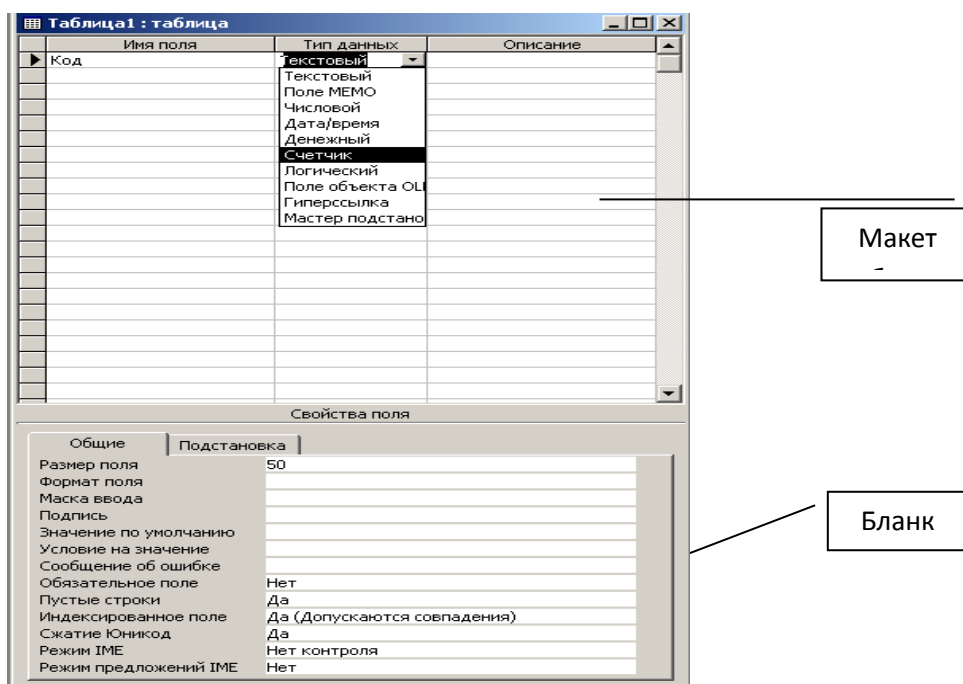 Таблица1 : таблица
Имя поля Тип данных Описание
Код Текстовый
Текстовый
Поле МЕМО
Числовой
Дата/время
Денежный
Счетчик
Логический
Поле объекта OL
Гиперссылка
Мастер подстано
Макет
Свойства поля
Общие Подстановка
Размер поля 50
Формат поля
Маска ввода
Подпись
Значение по умолчанию
Условие на значение
Сообщение об ошибке
Обязательное поле Нет
Пустые строки Да
Индексированное поле Да (Допускаются совпадения)
Сжатие Юникод Да
Режим IME Нет контроля
Режим предложений IME Нет
Бланк